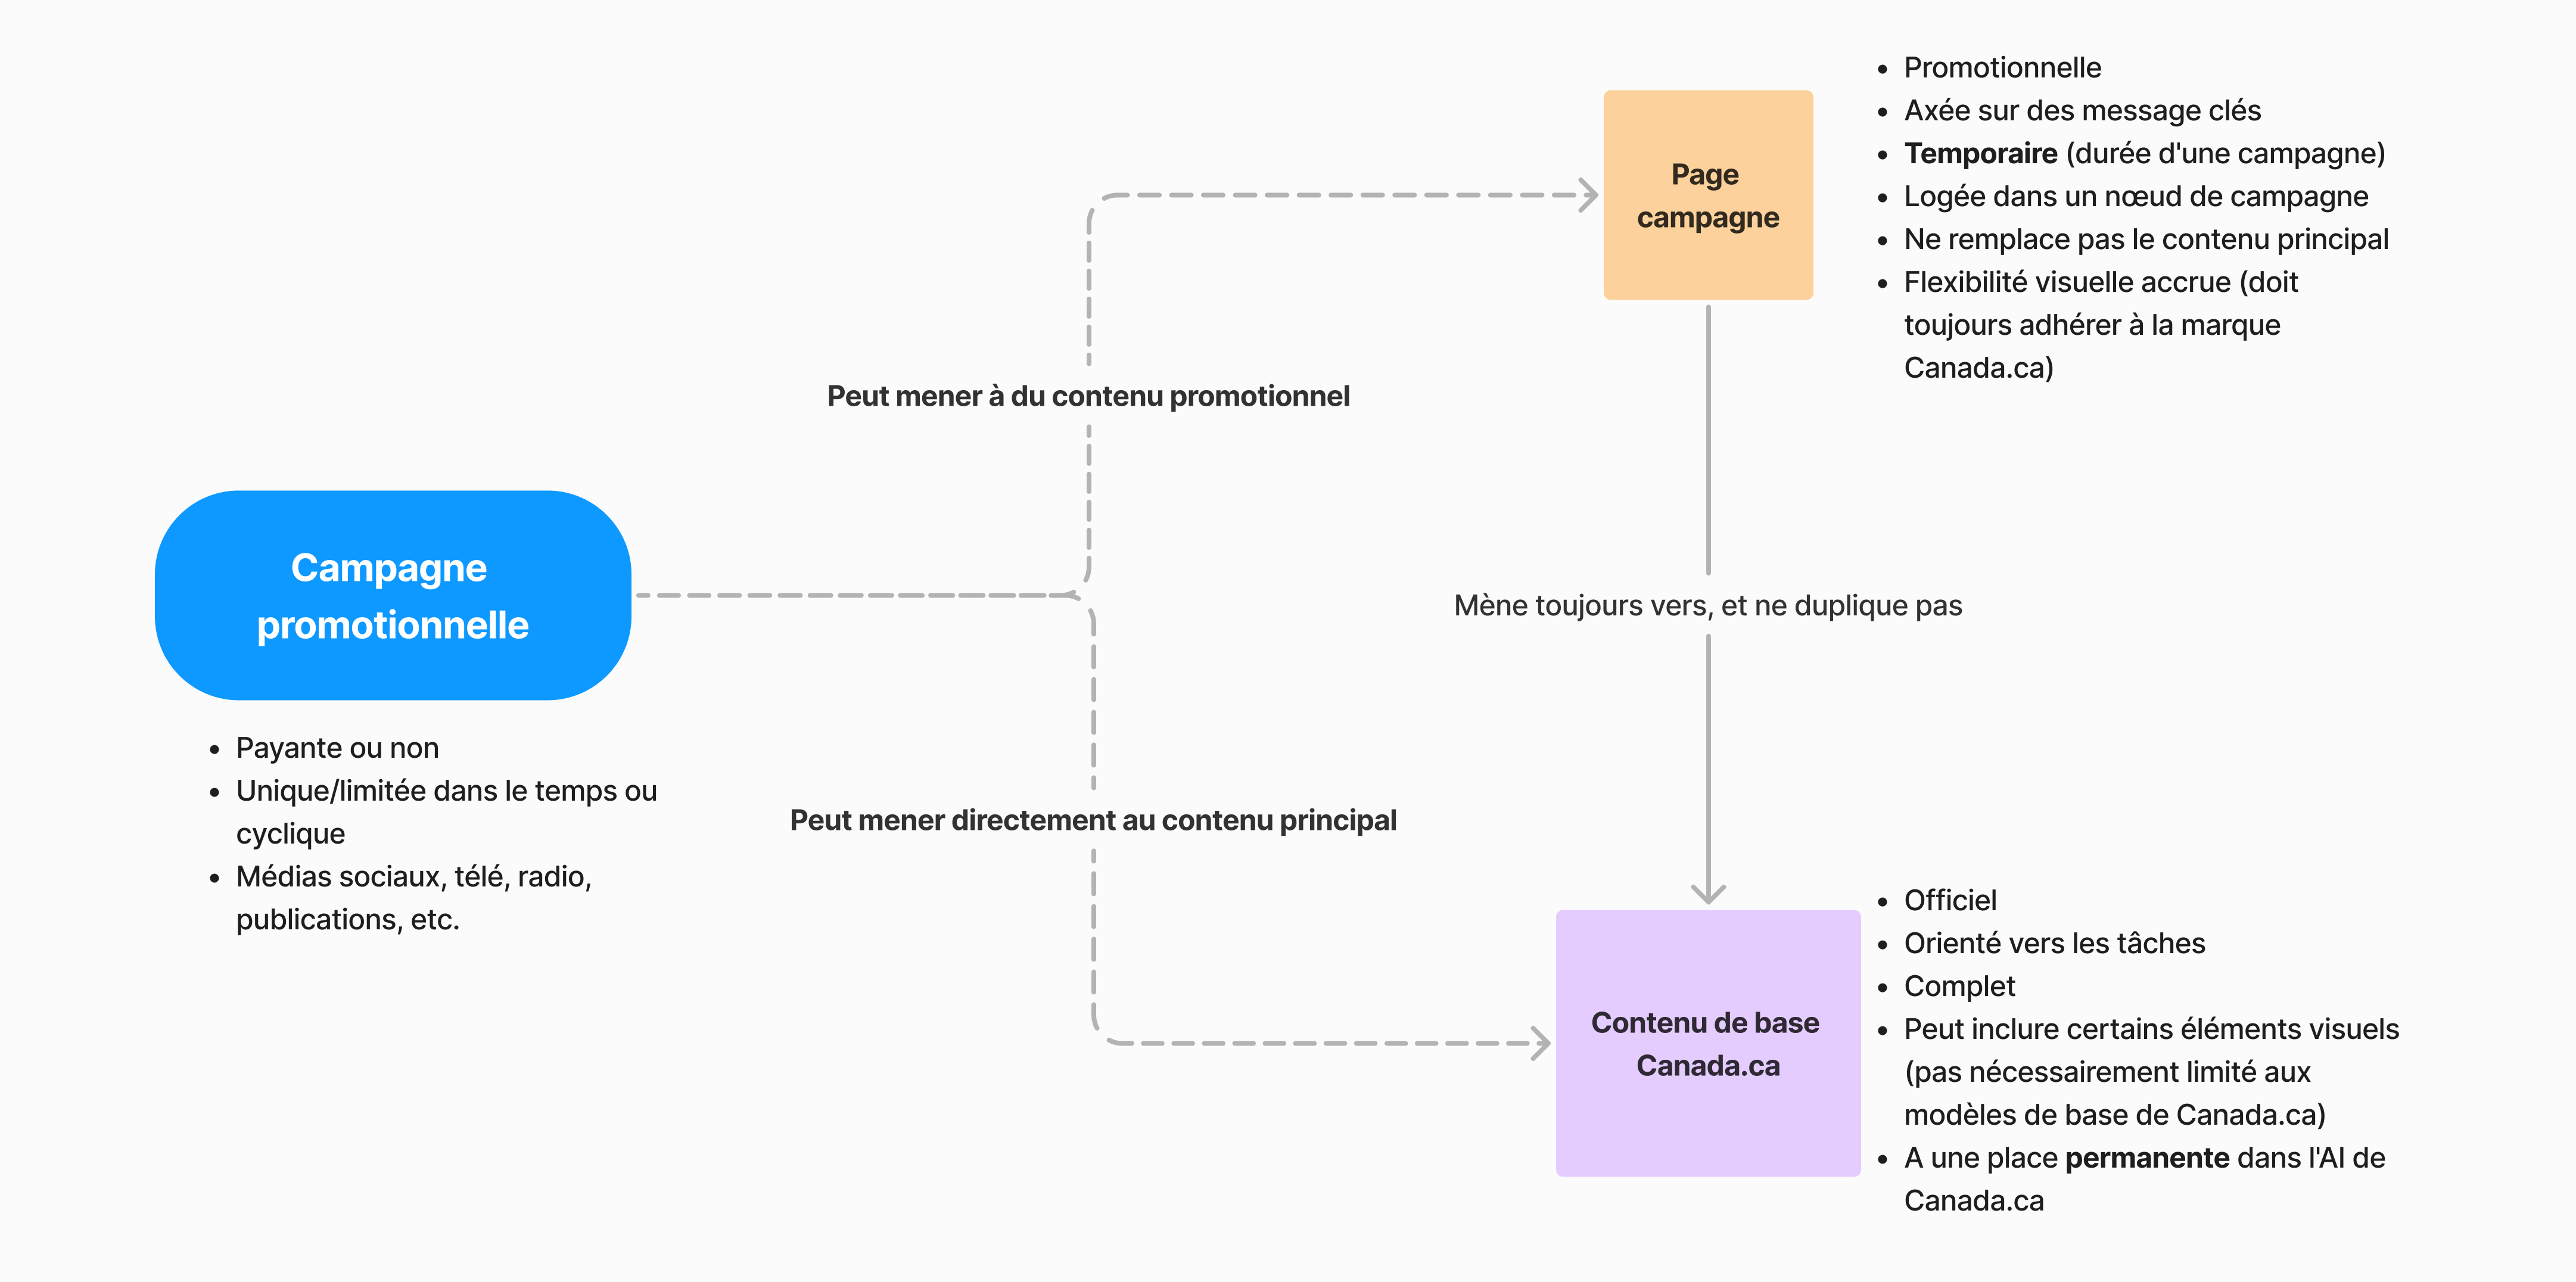 Campagne
promotionnelle
• Payante ou non
• Unique/limitée dans le temps ou
cyclique
• Médias sociaux, télé, radio,
publications, etc.
Peut mener à du contenu promotionnel
Peut mener directement au contenu principal
Page
campagne
• Promotionnelle
• Axée sur des message clés
• Temporaire (durée d'une campagne)
• Logée dans un nœud de campagne
• Ne remplace pas le contenu principal
• Flexibilité visuelle accrue (doit
toujours adhérer à la marque
Canada.ca)
Mène toujours vers, et ne duplique pas
Contenu de base
Canada.ca
• Officiel
• Orienté vers les tâches
• Complet
• Peut inclure certains éléments visuels
(pas nécessairement limité aux
modèles de base de Canada.ca)
• A une place permanente dans l'AI de
Canada.ca